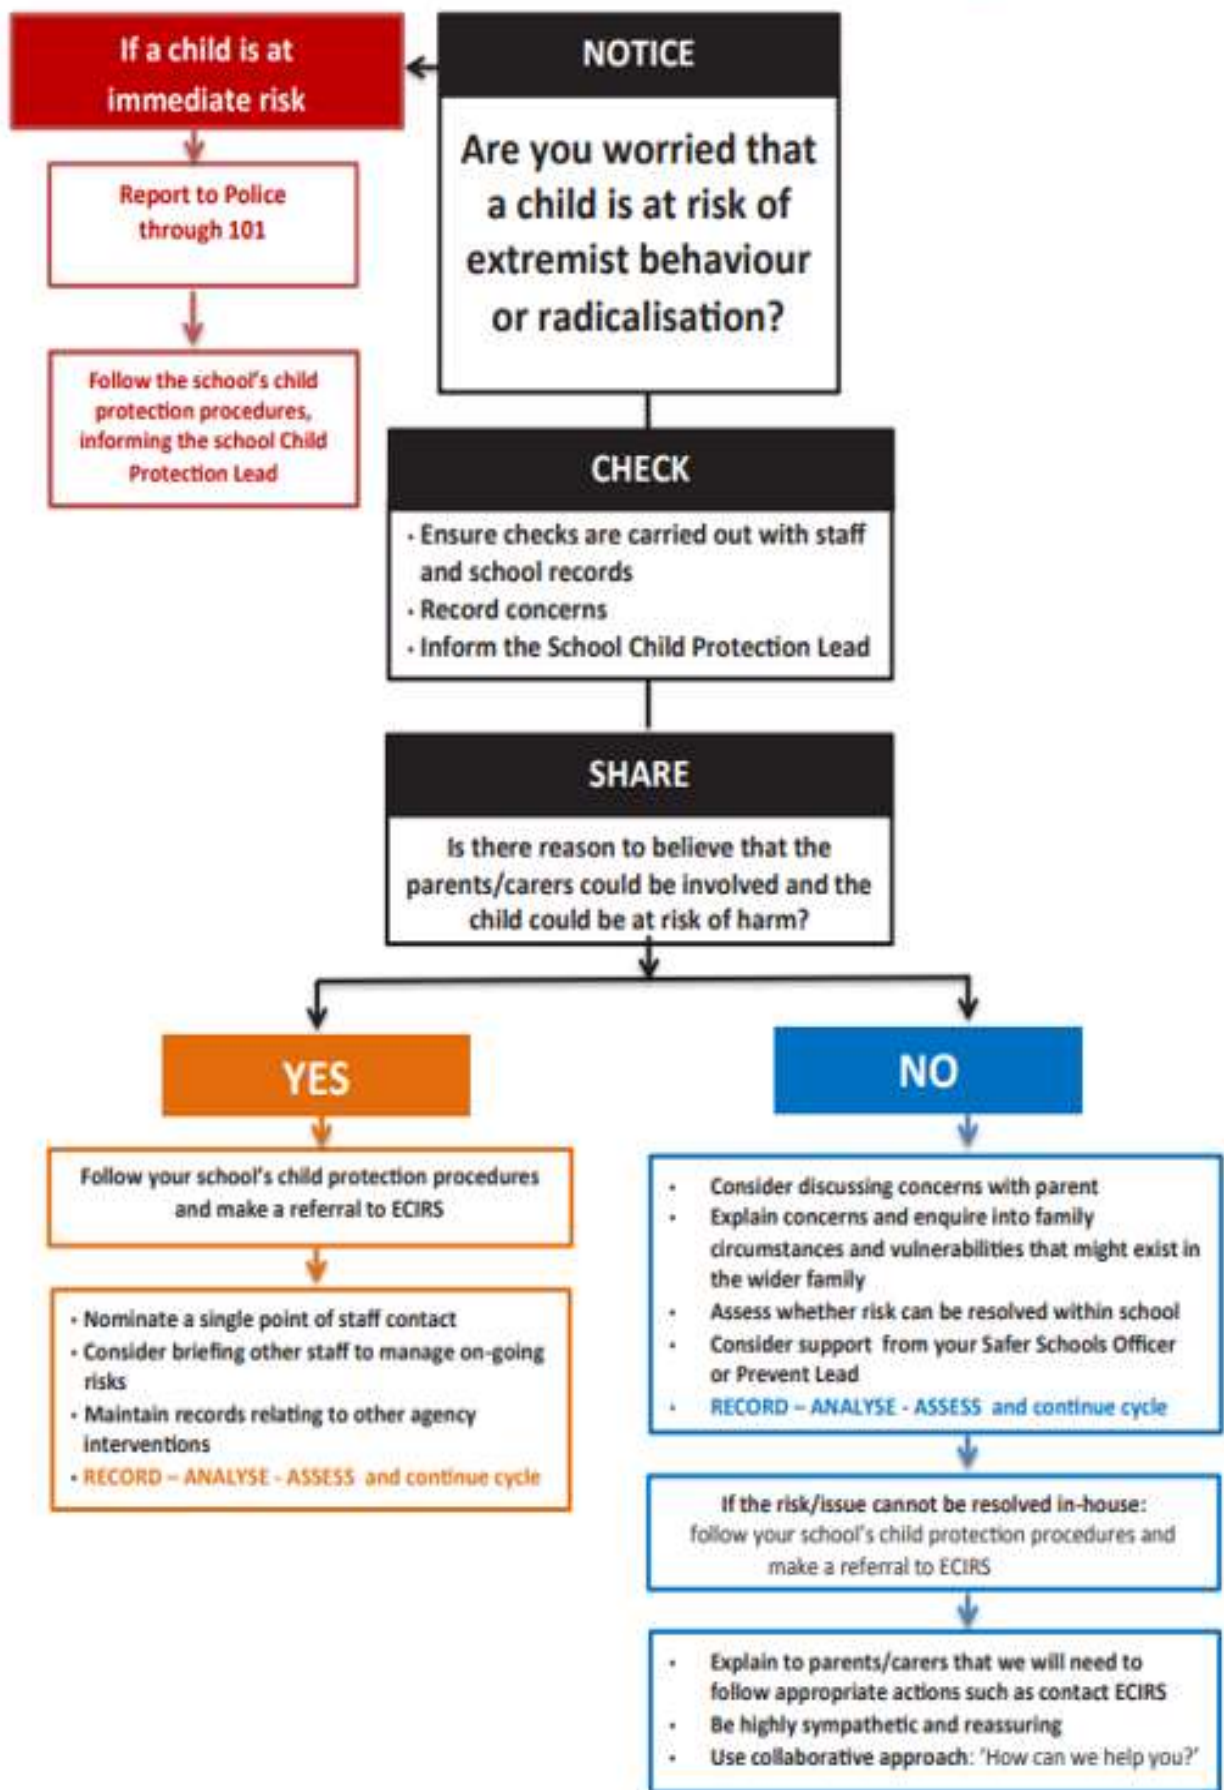 If a child is at
immediate risk
Report to Police
through 101
Follow the school's child
protection procedures,
informing the school Child
Protection Lead
NOTICE
Are you worried that
a child is at risk of
extremist behaviour
or radicalisation?
CHECK
· Ensure checks are carried out with staff
and school records
· Record concerns
· Inform the School Child Protection Lead
SHARE
Is there reason to believe that the
parents/carers could be involved and the
child could be at risk of harm?
YES
Follow your school's child protection procedures
and make a referral to ECIRS
· Nominate a single point of staff contact
· Consider briefing other staff to manage on-going
risks
· Maintain records relating to other agency
interventions
· RECORD – ANALYSE - ASSESS and continue cycle
NO
· Consider discussing concerns with parent
· Explain concerns and enquire into family
circumstances and vulnerabilities that might exist in
the wider family
· Assess whether risk can be resolved within school
· Consider support from your Safer Schools Officer
or Prevent Lead
· RECORD – ANALYSE - ASSESS and continue cycle
If the risk/issue cannot be resolved in-house:
follow your school's child protection procedures and
make a referral to ECIRS
· Explain to parents/carers that we will need to
follow appropriate actions such as contact ECIRS
· Be highly sympathetic and reassuring
· Use collaborative approach: 'How can we help you?'